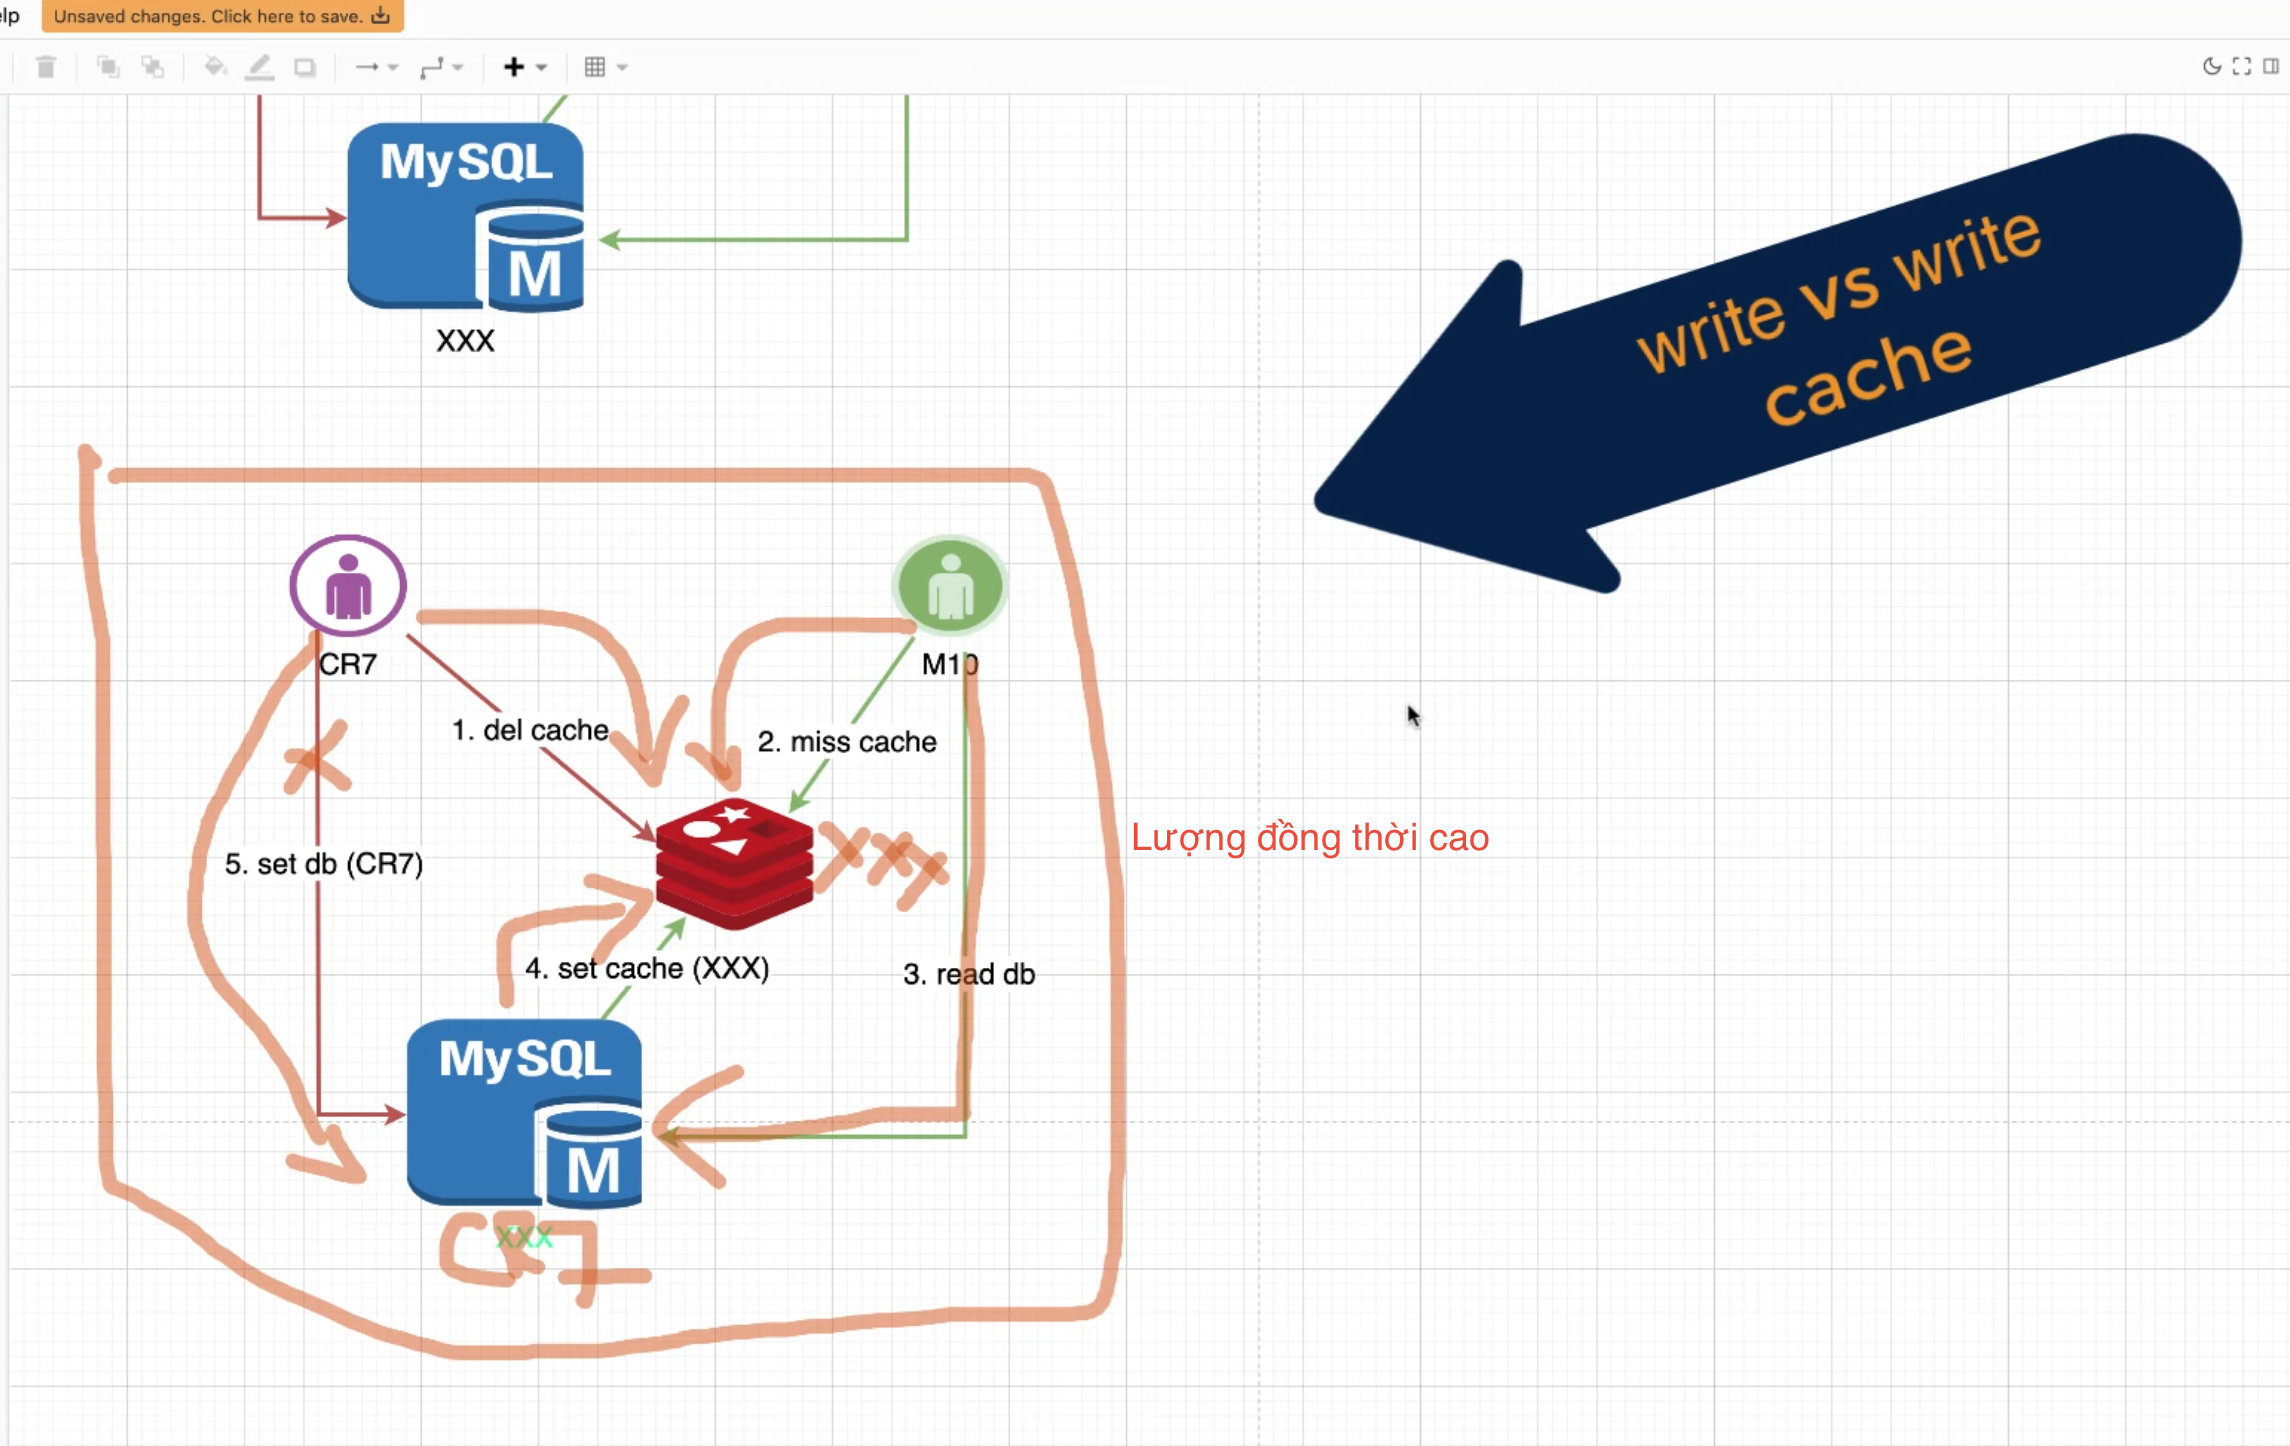 elp
Unsaved changes. Click here to save.
MySQL
M
XXX
write vs write
cache
CR7
M10
1. del cache
2. miss cache
XXX
Lượng đồng thời cao
5. set db (CR7)
4. set cache (XXX)
3. read db
MySQL
M
XXX
CR7